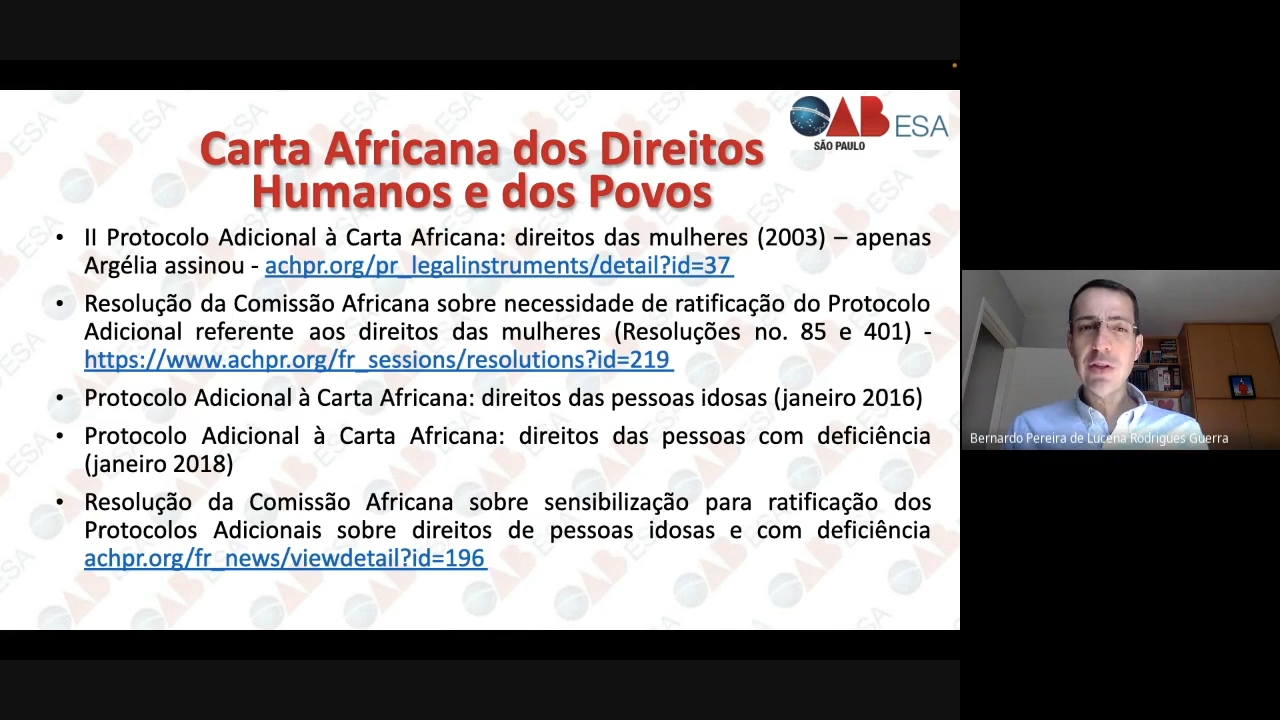 OAB ESA
SÃO PAULO
Carta Africana dos Direitos
Humanos e dos Povos
• II Protocolo Adicional à Carta Africana: direitos das mulheres (2003) – apenas
Argélia assinou - achpr.org/pr_legalinstruments/detail?id=37
• Resolução da Comissão Africana sobre necessidade de ratificação do Protocolo
Adicional referente aos direitos das mulheres (Resoluções no. 85 e 401) -
https://www.achpr.org/fr_sessions/resolutions?id=219
• Protocolo Adicional à Carta Africana: direitos das pessoas idosas (janeiro 2016)
• Protocolo Adicional à Carta Africana: direitos das pessoas com deficiência
(janeiro 2018)
• Resolução da Comissão Africana sobre sensibilização para ratificação dos
Protocolos Adicionais sobre direitos de pessoas idosas e com deficiência
achpr.org/fr_news/viewdetail?id=196
Bernardo Pereira de Lucena Rodrigues Guerra